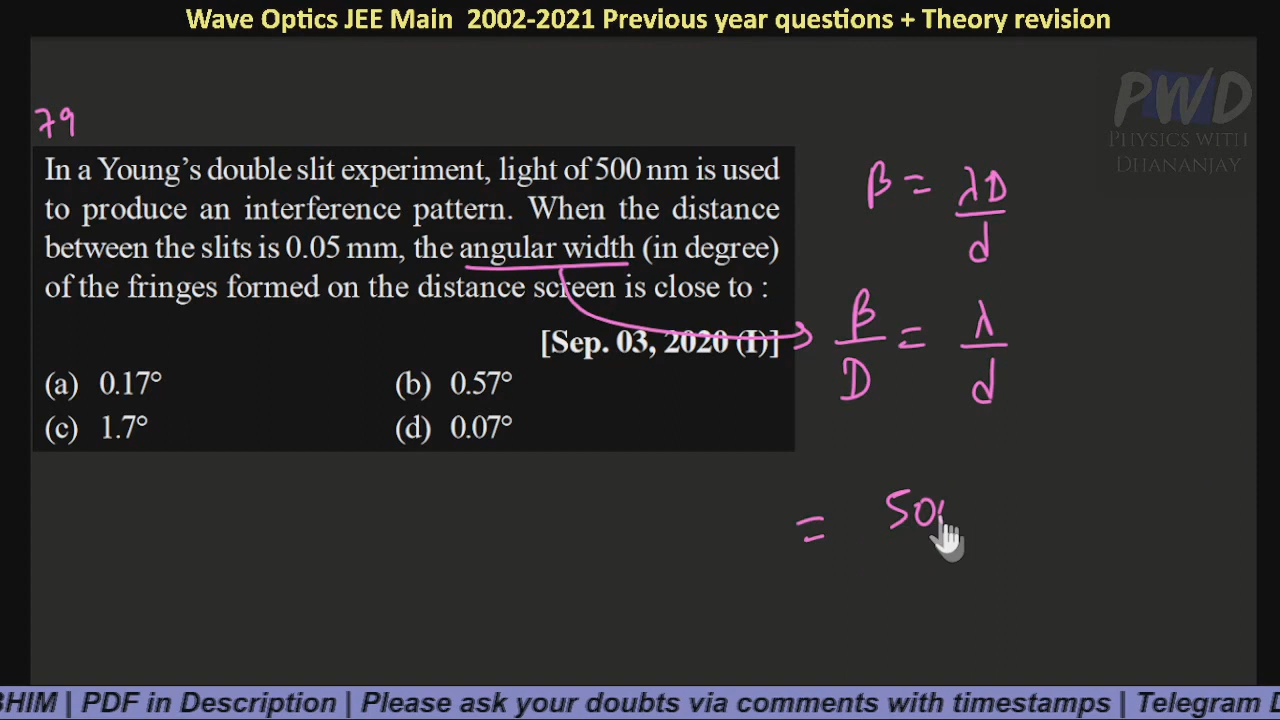 Wave Optics JEE Main 2002-2021 Previous year questions + Theory revision
PWD
PHYSICS WITH
DHANANJAY
79
In a Young's double slit experiment, light of 500 nm is used
to produce an interference pattern. When the distance
between the slits is 0.05 mm, the angular width (in degree)
of the fringes formed on the distance screen is close to :
[Sep. 03, 2020 (I)]
(a) 0.17° (b) 0.57°
(c) 1.7° (d) 0.07°
β = λD/d
β/D = λ/d
= 50
BHIM | PDF in Description | Please ask your doubts via comments with timestamps | Telegram